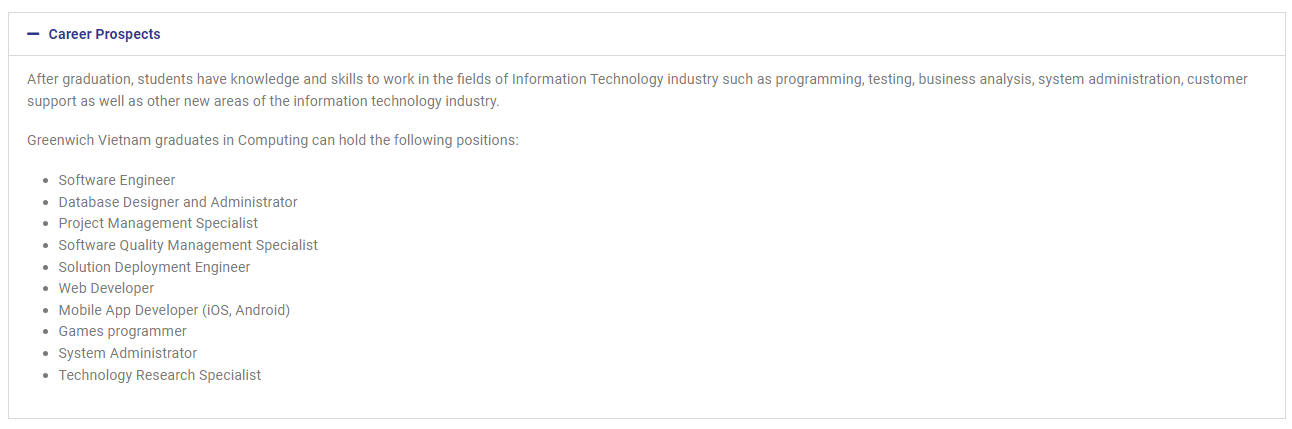 Career Prospects
After graduation, students have knowledge and skills to work in the fields of Information Technology industry such as programming, testing, business analysis, system administration, customer
support as well as other new areas of the information technology industry.
Greenwich Vietnam graduates in Computing can hold the following positions:
Software Engineer
Database Designer and Administrator
Project Management Specialist
Software Quality Management Specialist
Solution Deployment Engineer
Web Developer
Mobile App Developer (iOS, Android)
Games programmer
System Administrator
Technology Research Specialist